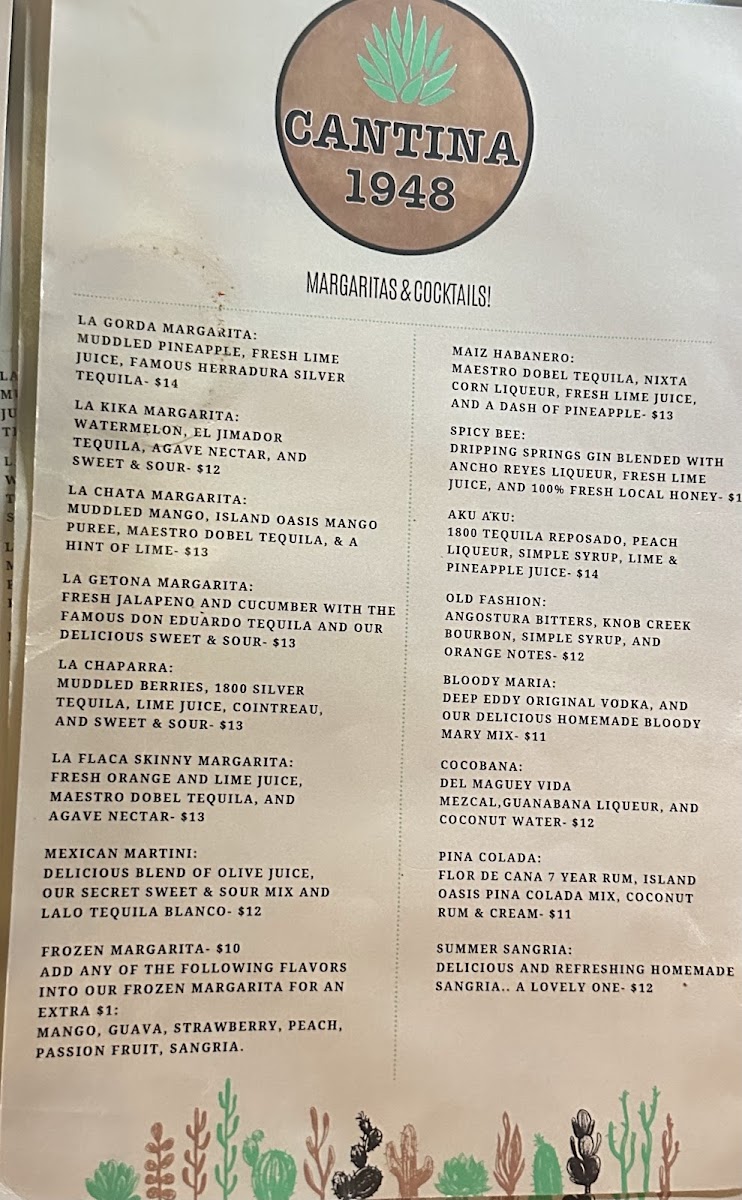 CANTINA
1948
MARGARITAS & COCKTAILS!
LA GORDA MARGARITA:
MUDDLED PINEAPPLE, FRESH LIME
JUICE, FAMOUS HERRADURA SILVER
TEQUILA- $14
LA KIKA MARGARITA:
WATERMELON, EL JIMADOR
TEQUILA, AGAVE NECTAR, AND
SWEET & SOUR- $12
LA CHATA MARGARITA:
MUDDLED MANGO, ISLAND OASIS MANGO
PUREE, MAESTRO DOBEL TEQUILA, & A
HINT OF LIME- $13
LA GETONA MARGARITA:
FRESH JALAPENO AND CUCUMBER WITH THE
FAMOUS DON EDUARDO TEQUILA AND OUR
DELICIOUS SWEET & SOUR- $13
LA CHAPARRA:
MUDDLED BERRIES, 1800 SILVER
TEQUILA, LIME JUICE, COINTREAU,
AND SWEET & SOUR- $13
LA FLACA SKINNY MARGARITA:
FRESH ORANGE AND LIME JUICE,
MAESTRO DOBEL TEQUILA, AND
AGAVE NECTAR- $13
MEXICAN MARTINI:
DELICIOUS BLEND OF OLIVE JUICE,
OUR SECRET SWEET & SOUR MIX AND
LALO TEQUILA BLANCO- $12
FROZEN MARGARITA- $10
ADD ANY OF THE FOLLOWING FLAVORS
INTO OUR FROZEN MARGARITA FOR AN
EXTRA $1:
MANGO, GUAVA, STRAWBERRY, PEACH,
PASSION FRUIT, SANGRIA.
MAIZ HABANERO:
MAESTRO DOBEL TEQUILA, NIXTA
CORN LIQUEUR, FRESH LIME JUICE,
AND A DASH OF PINEAPPLE- $13
SPICY BEE:
DRIPPING SPRINGS GIN BLENDED WITH
ANCHO REYES LIQUEUR, FRESH LIME
JUICE, AND 100% FRESH LOCAL HONEY-
AKU AKU:
1800 TEQUILA REPOSADO, PEACH
LIQUEUR, SIMPLE SYRUP, LIME &
PINEAPPLE JUICE- $14
OLD FASHION:
ANGOSTURA BITTERS, KNOB CREEK
BOURBON, SIMPLE SYRUP, AND
ORANGE NOTES- $12
BLOODY MARIA:
DEEP EDDY ORIGINAL VODKA, AND
OUR DELICIOUS HOMEMADE BLOODY
MARY MIX- $11
COCOBANA:
DEL MAGUEY VIDA
MEZCAL,GUANABANA LIQUEUR, AND
COCONUT WATER- $12
PINA COLADA:
FLOR DE CANA 7 YEAR RUM, ISLAND
OASIS PINA COLADA MIX, COCONUT
RUM & CREAM- $11
SUMMER SANGRIA:
DELICIOUS AND REFRESHING HOMEMADE
SANGRIA.. A LOVELY ONE- $12